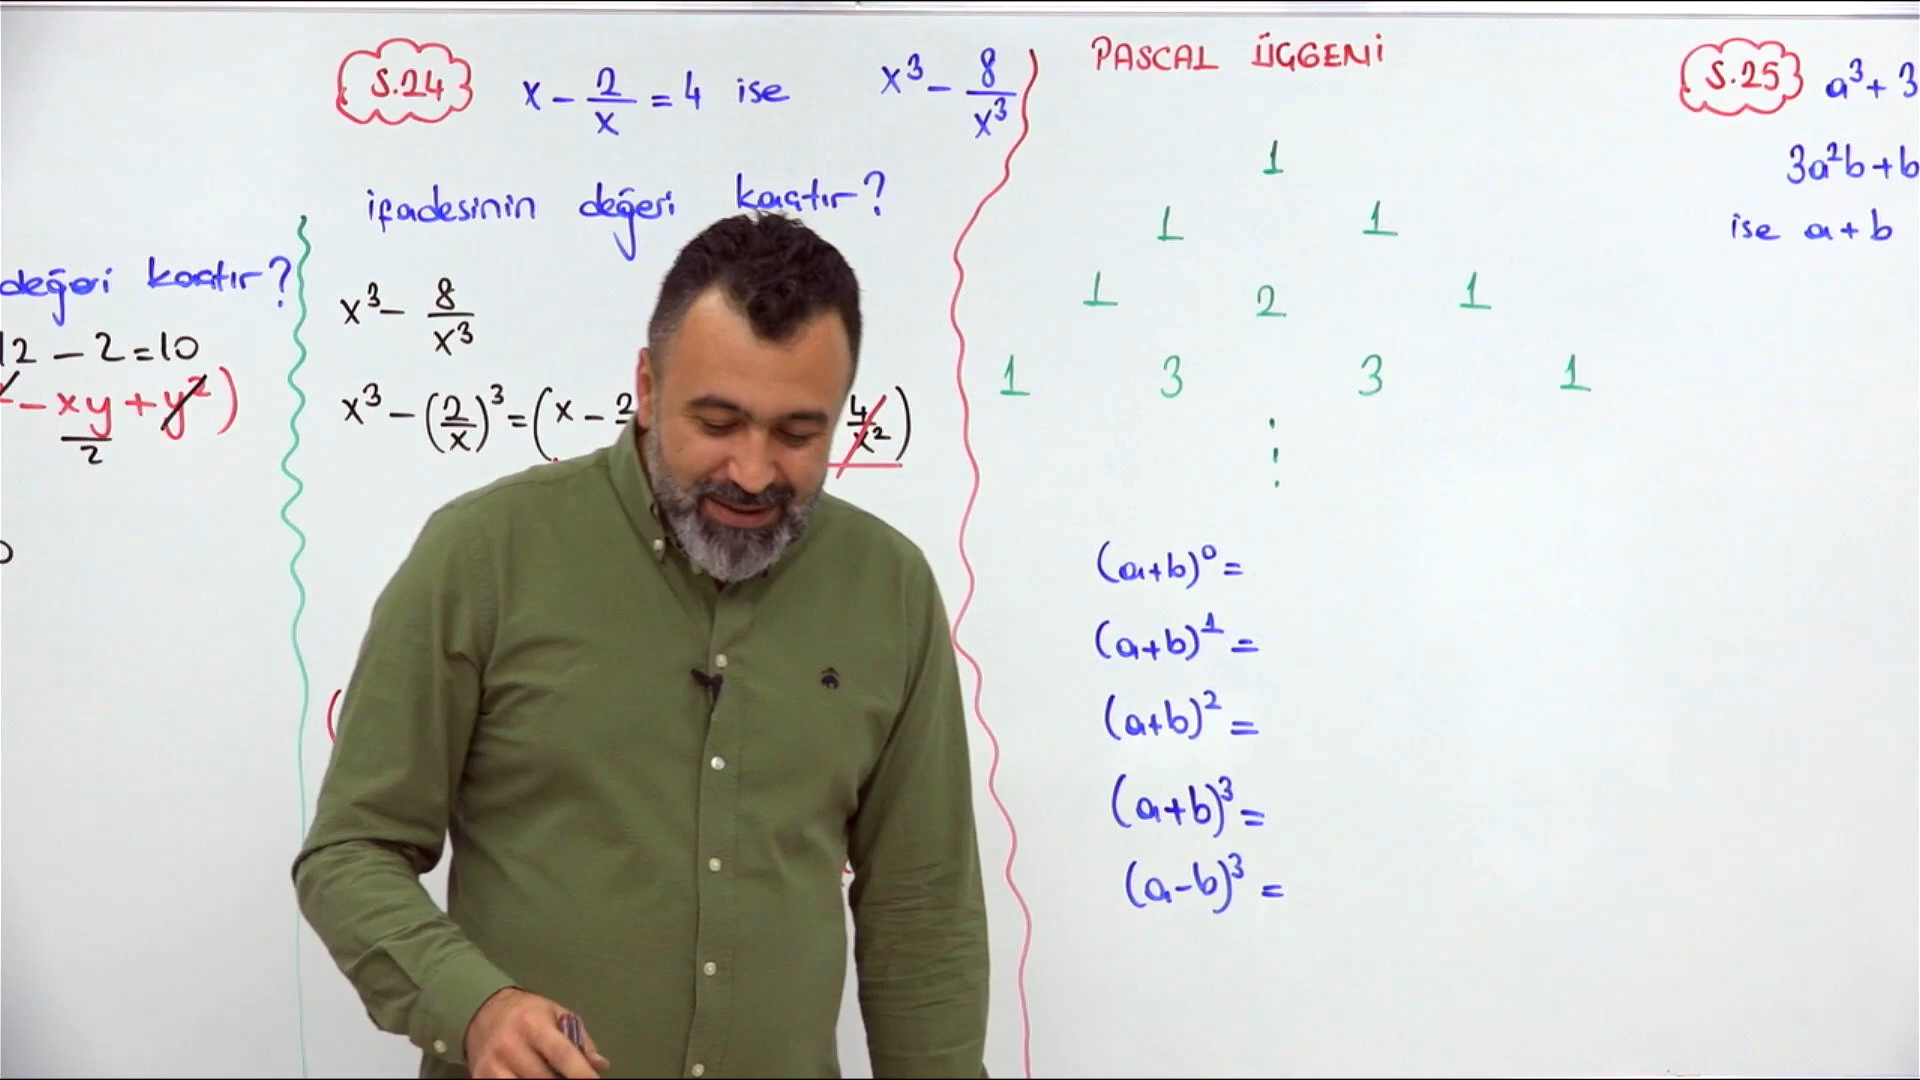 değeri kaçtır?
12 - 2 = 10
- xy + y²)
2
S.24 x - 2/x = 4 ise x³ - 8/x³
ifadesinin değeri kaçtır?
x³ - 8/x³
x³ - (2/x)³ = (x - 2 4/x²)
PASCAL ÜÇGENİ
1
1 1
1 2 1
1 3 3 1
⋮
(a+b)⁰ =
(a+b)¹ =
(a+b)² =
(a+b)³ =
(a-b)³ =
S.25 a³ + 3
3a²b + b
ise a + b